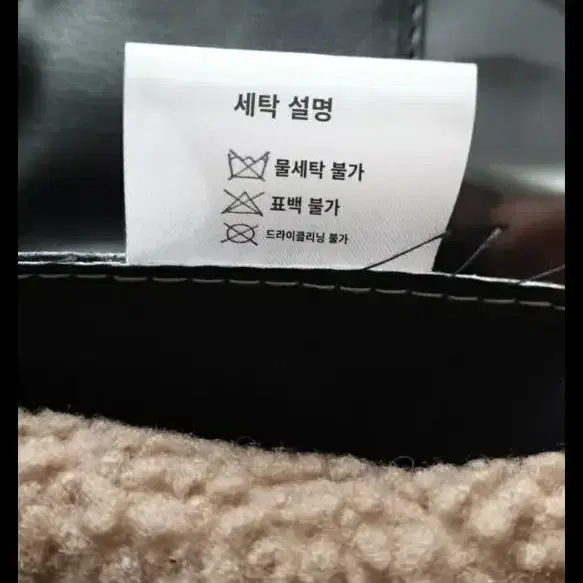 세탁 설명
물세탁 불가
표백 불가
드라이클리닝 불가